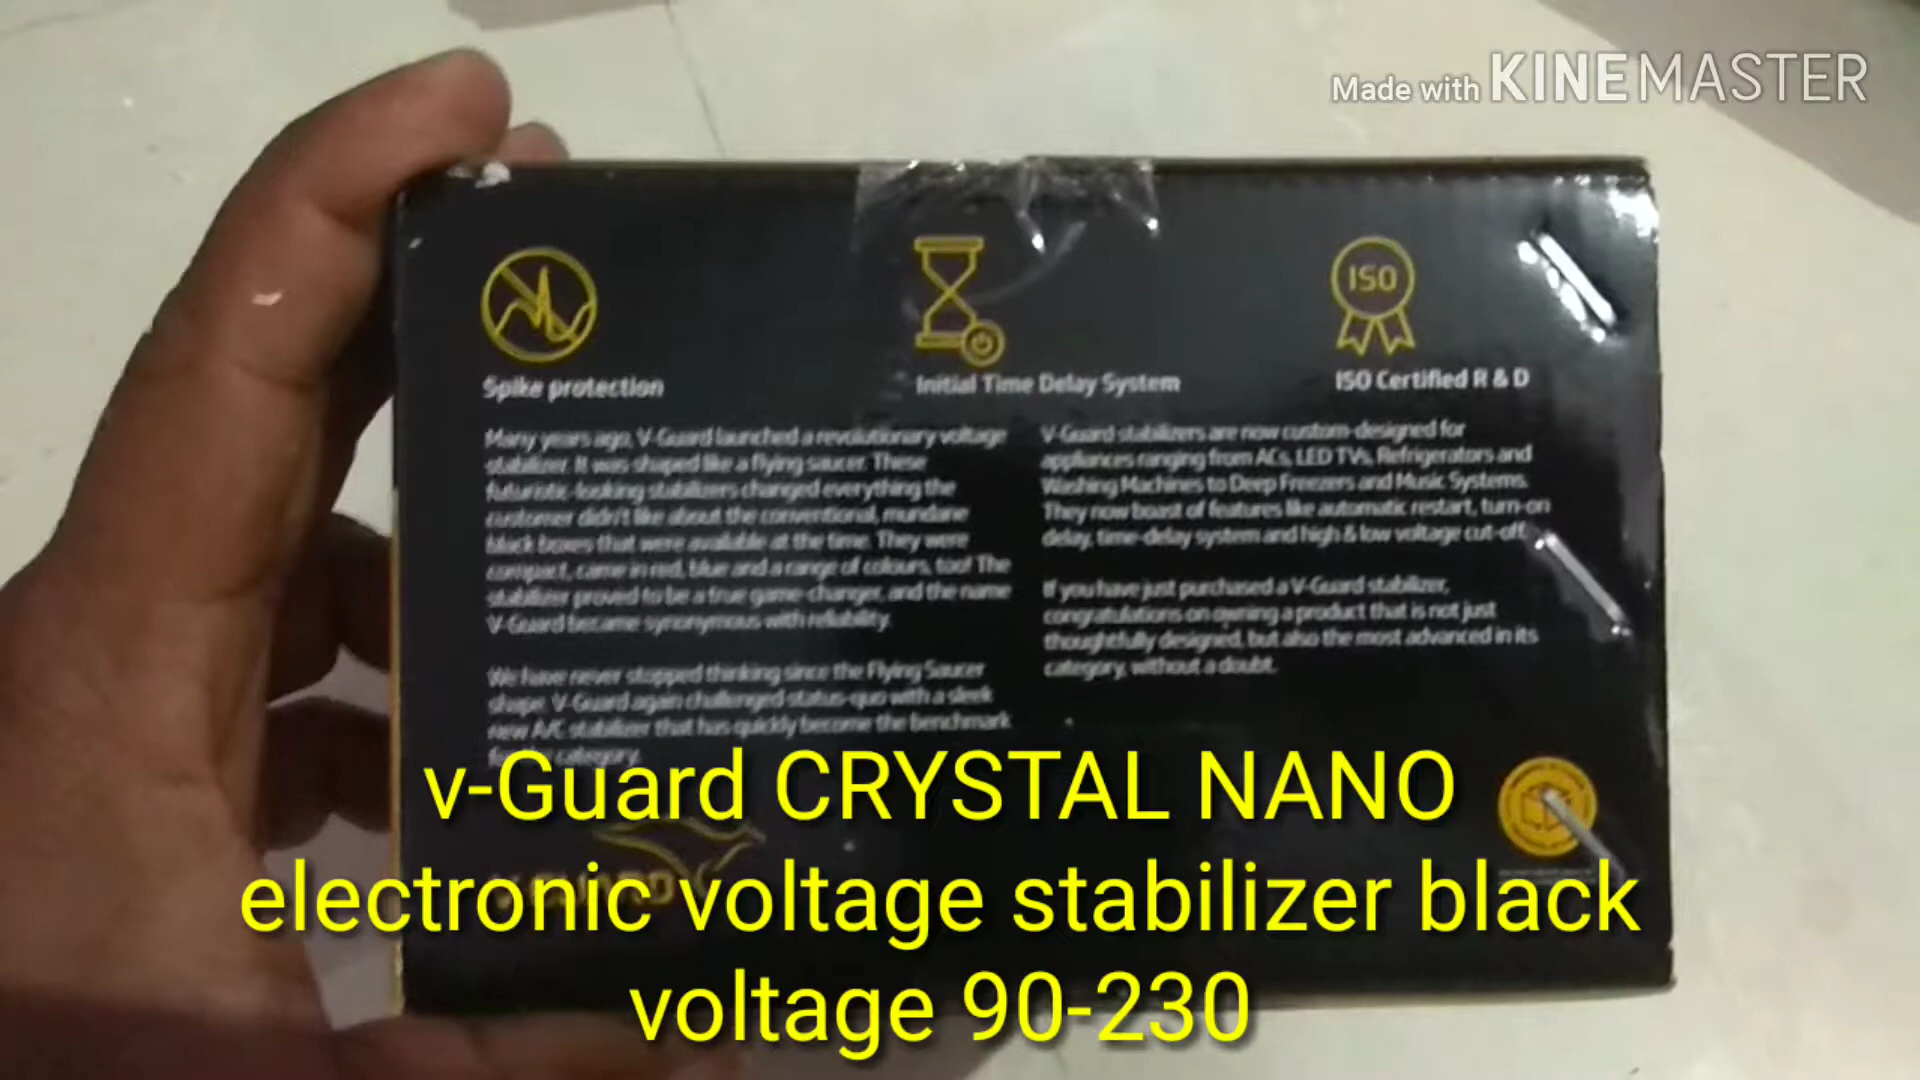 Made with KINEMASTER
ISO
Spike protection
Initial Time Delay System
ISO Certified R & D
Many years ago, V-Guard launched a revolutionary voltage
stabilizer. It was shaped like a flying saucer. These
futuristic-looking stabilizers changed everything the
customer didn't like about the conventional, mundane
black boxes that were available at the time. They were
compact, came in red, blue and a range of colours, too! The
stabilizer proved to be a true game-changer, and the name
V-Guard became synonymous with reliability.
We have never stopped thinking since the Flying Saucer
shape. V-Guard again challenged status-quo with a sleek
new A/C stabilizer that has quickly become the benchmark
category.
V-Guard stabilizers are now custom-designed for
appliances ranging from ACs, LED TVs, Refrigerators and
Washing Machines to Deep Freezers and Music Systems.
They now boast of features like automatic restart, turn-on
delay, time-delay system and high & low voltage cut-off.
If you have just purchased a V-Guard stabilizer,
congratulations on owning a product that is not just
thoughtfully designed, but also the most advanced in its
category, without a doubt.
V-GUARD
v-Guard CRYSTAL NANO
electronic voltage stabilizer black
voltage 90-230